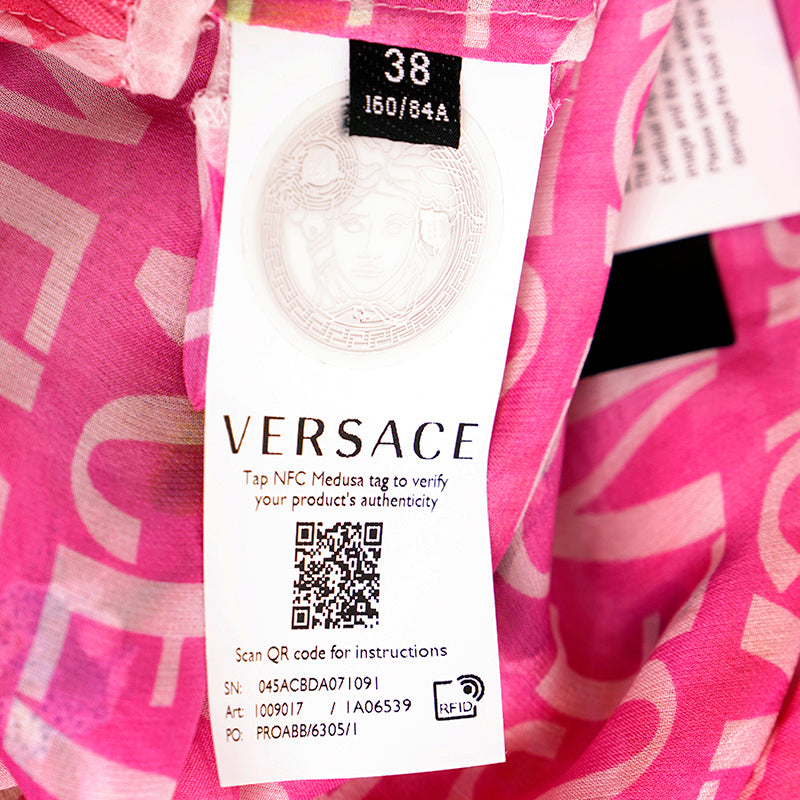 38
160/84A
VERSACE
Tap NFC Medusa tag to verify
your product's authenticity
Scan QR code for instructions
SN: 045ACBDA071091
Art: 1009017 / 1A06539
PO: PROABB/6305/1
RFID